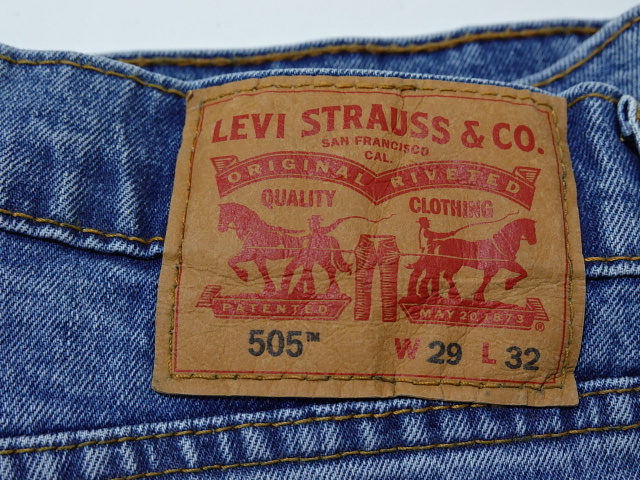 LEVI STRAUSS & CO.
SAN FRANCISCO
CAL.
ORIGINAL RIVETED
QUALITY CLOTHING
PATENTED MAY 20 1873 ®
505™ W 29 L 32